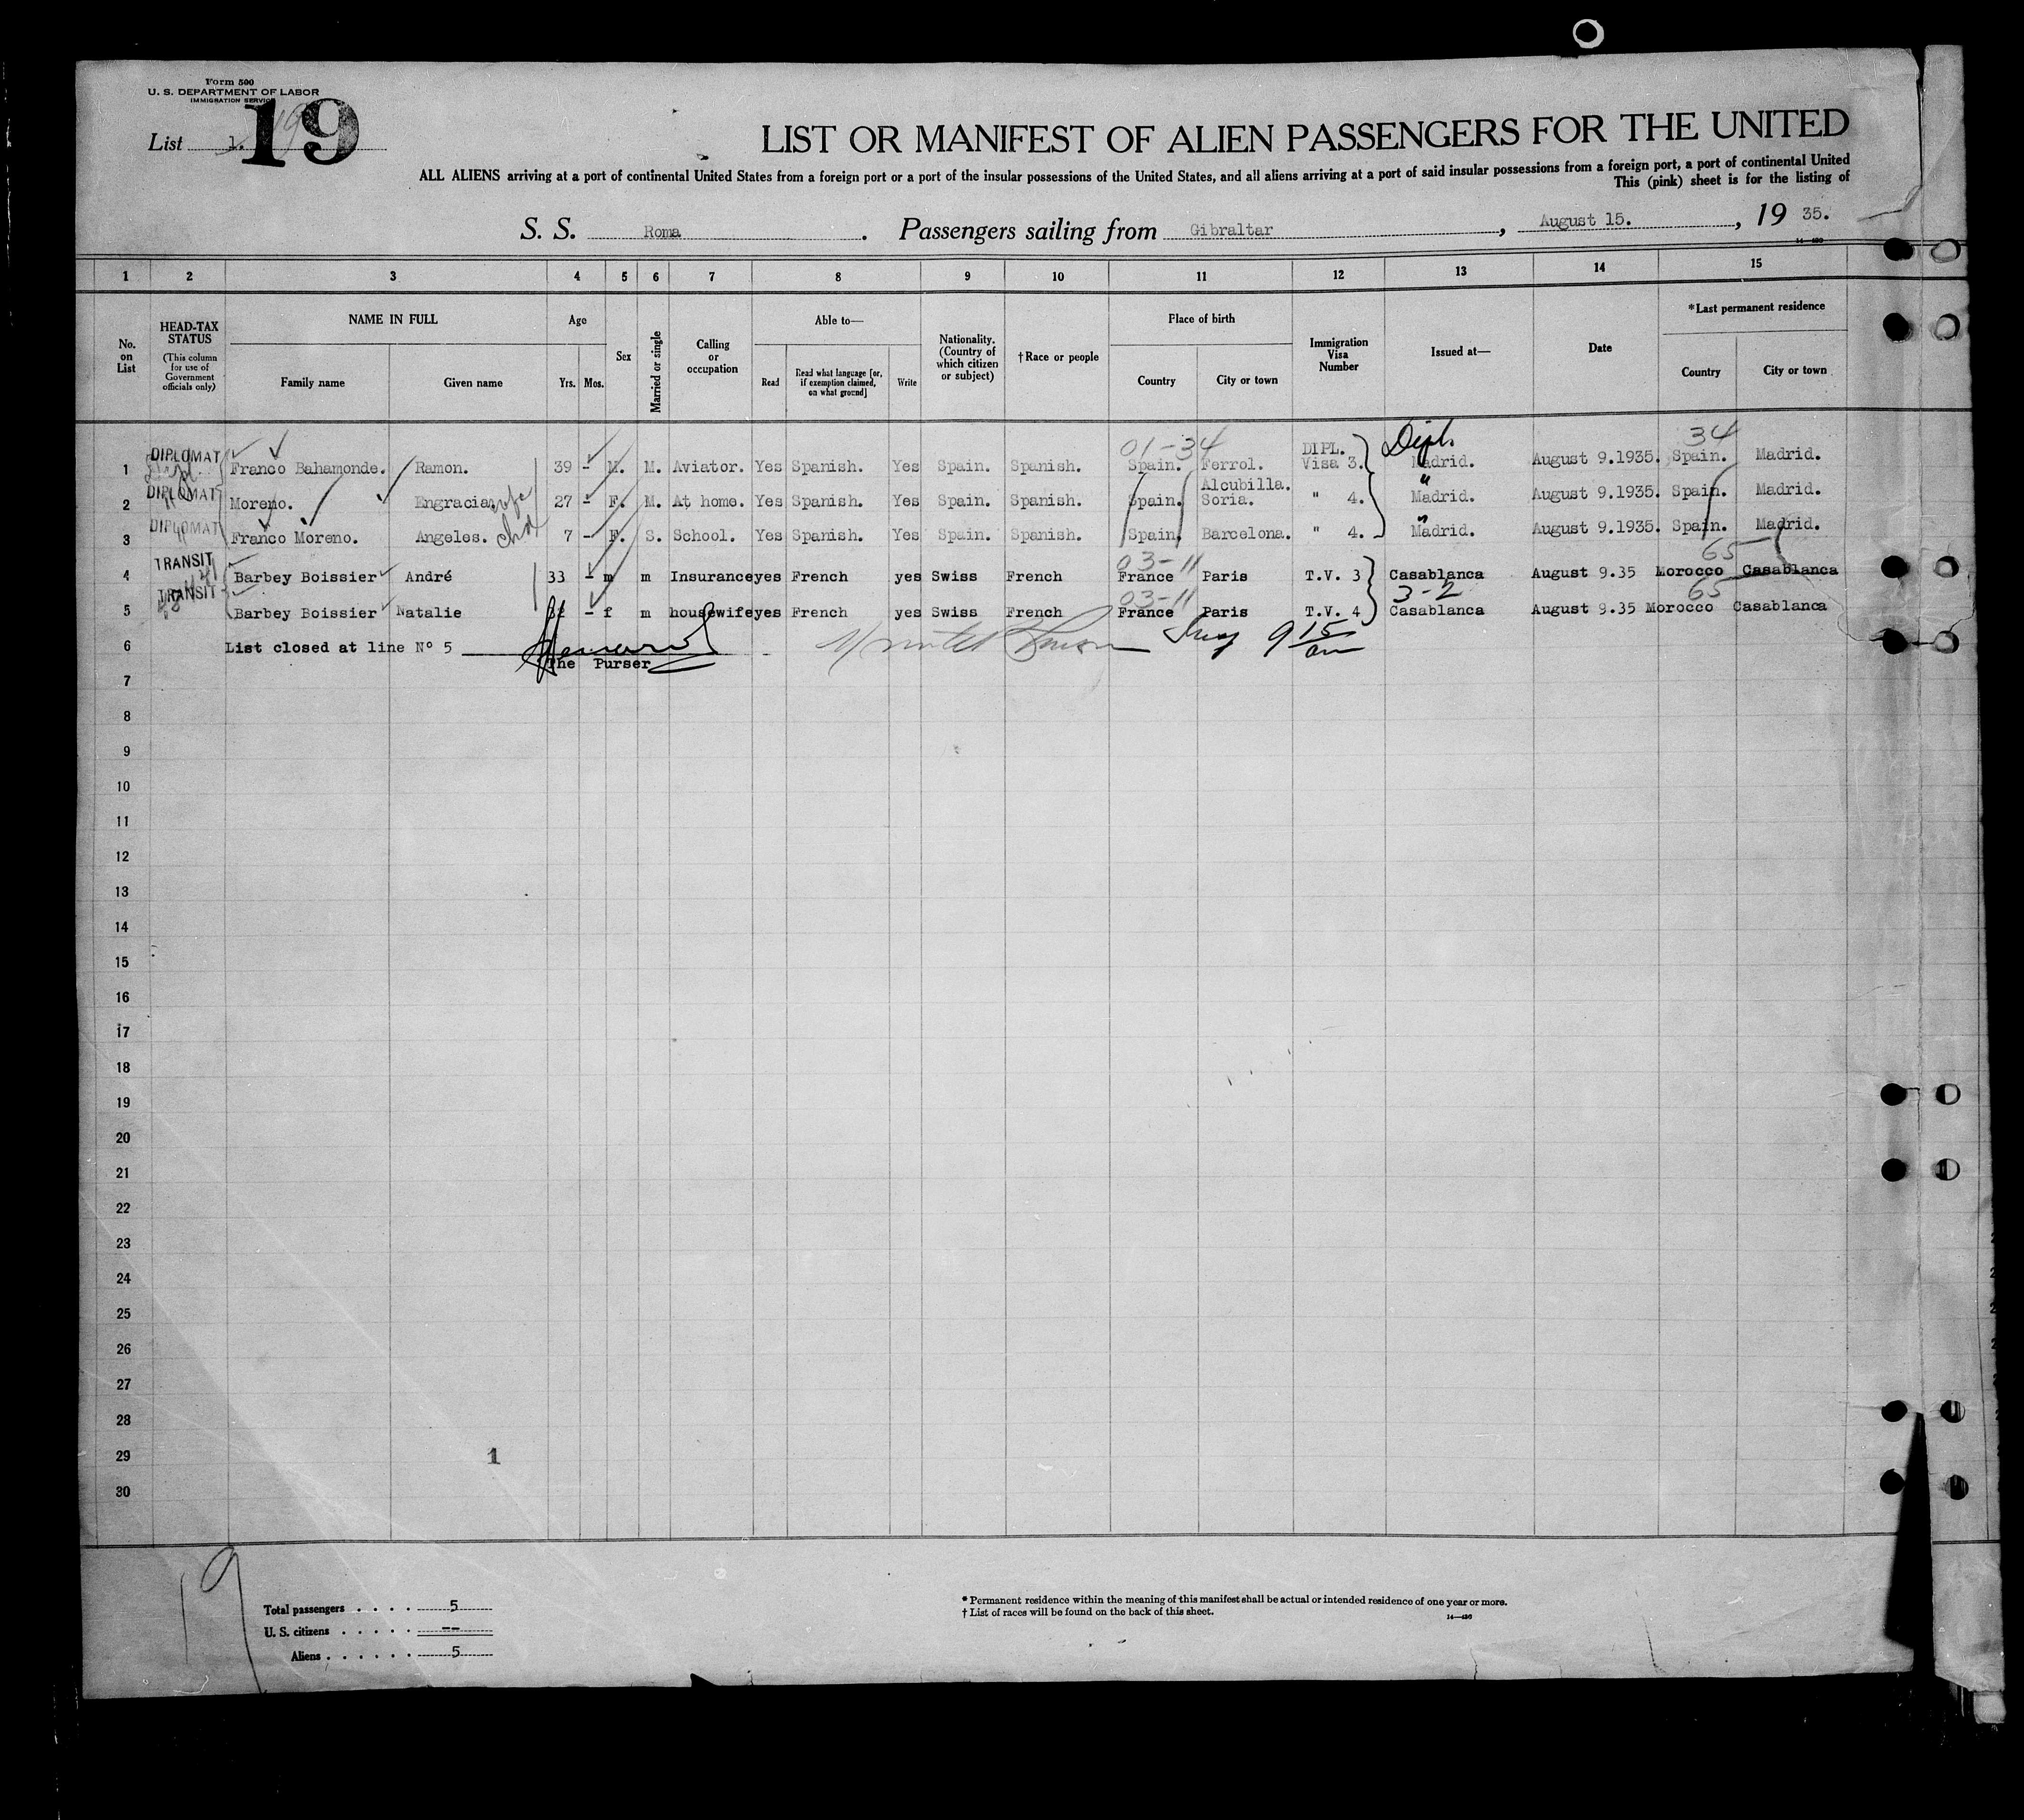 Form 500
U. S. DEPARTMENT OF LABOR
IMMIGRATION SERVICE
List 1. 19
19
LIST OR MANIFEST OF ALIEN PASSENGERS FOR THE UNITED
ALL ALIENS arriving at a port of continental United States from a foreign port or a port of the insular possessions of the United States, and all aliens arriving at a port of said insular possessions from a foreign port, a port of continental United
This (pink) sheet is for the listing of
S. S. Roma. Passengers sailing from Gibraltar, August 15., 19 35.
1 2 3 4 5 6 7 8 9 10 11 12 13 14 15
No. on List
HEAD-TAX STATUS (This column for use of Government officials only)
NAME IN FULL
Family name Given name
Age
Yrs. Mos.
Sex
Married or single
Calling or occupation
Able to—
Read
Read what language [or, if exemption claimed, on what ground]
Write
Nationality. (Country of which citizen or subject)
†Race or people
Place of birth
Country City or town
Immigration Visa Number
Issued at—
Date
*Last permanent residence
Country City or town
01-34 Dipl. 34
1 DIPLOMAT Franco Bahamonde. Ramon. 39 - M. M. Aviator. Yes Spanish. Yes Spain. Spanish. Spain. Ferrol. DIPL. Visa 3. Madrid. August 9.1935. Spain. Madrid.
2 DIPLOMAT Moreno. Engracia. wife 27 - F. M. At home. Yes Spanish. Yes Spain. Spanish. Spain. Alcubilla. Soria. " 4. " Madrid. August 9.1935. Spain. Madrid.
3 DIPLOMAT Franco Moreno. Angeles. chd 7 - F. S. School. Yes Spanish. Yes Spain. Spanish. Spain. Barcelona. " 4. " Madrid. August 9.1935. Spain. Madrid.
03-11 65
4 TRANSIT Barbey Boissier André 33 - m m Insurance yes French yes Swiss French France Paris T.V. 3 Casablanca August 9.35 Morocco Casablanca
03-11 3-2 65
5 TRANSIT Barbey Boissier Natalie 32 - f m housewife yes French yes Swiss French France Paris T.V. 4 Casablanca August 9.35 Morocco Casablanca
6 List closed at line Nº 5
9 15 am
The Purser
7
8
9
10
11
12
13
14
15
16
17
18
19
20
21
22
23
24
25
26
27
28
29 1
30
19
Total passengers . . . . 5
U. S. citizens . . . . . --
Aliens . . . . . . 5
* Permanent residence within the meaning of this manifest shall be actual or intended residence of one year or more.
† List of races will be found on the back of this sheet.
14—430